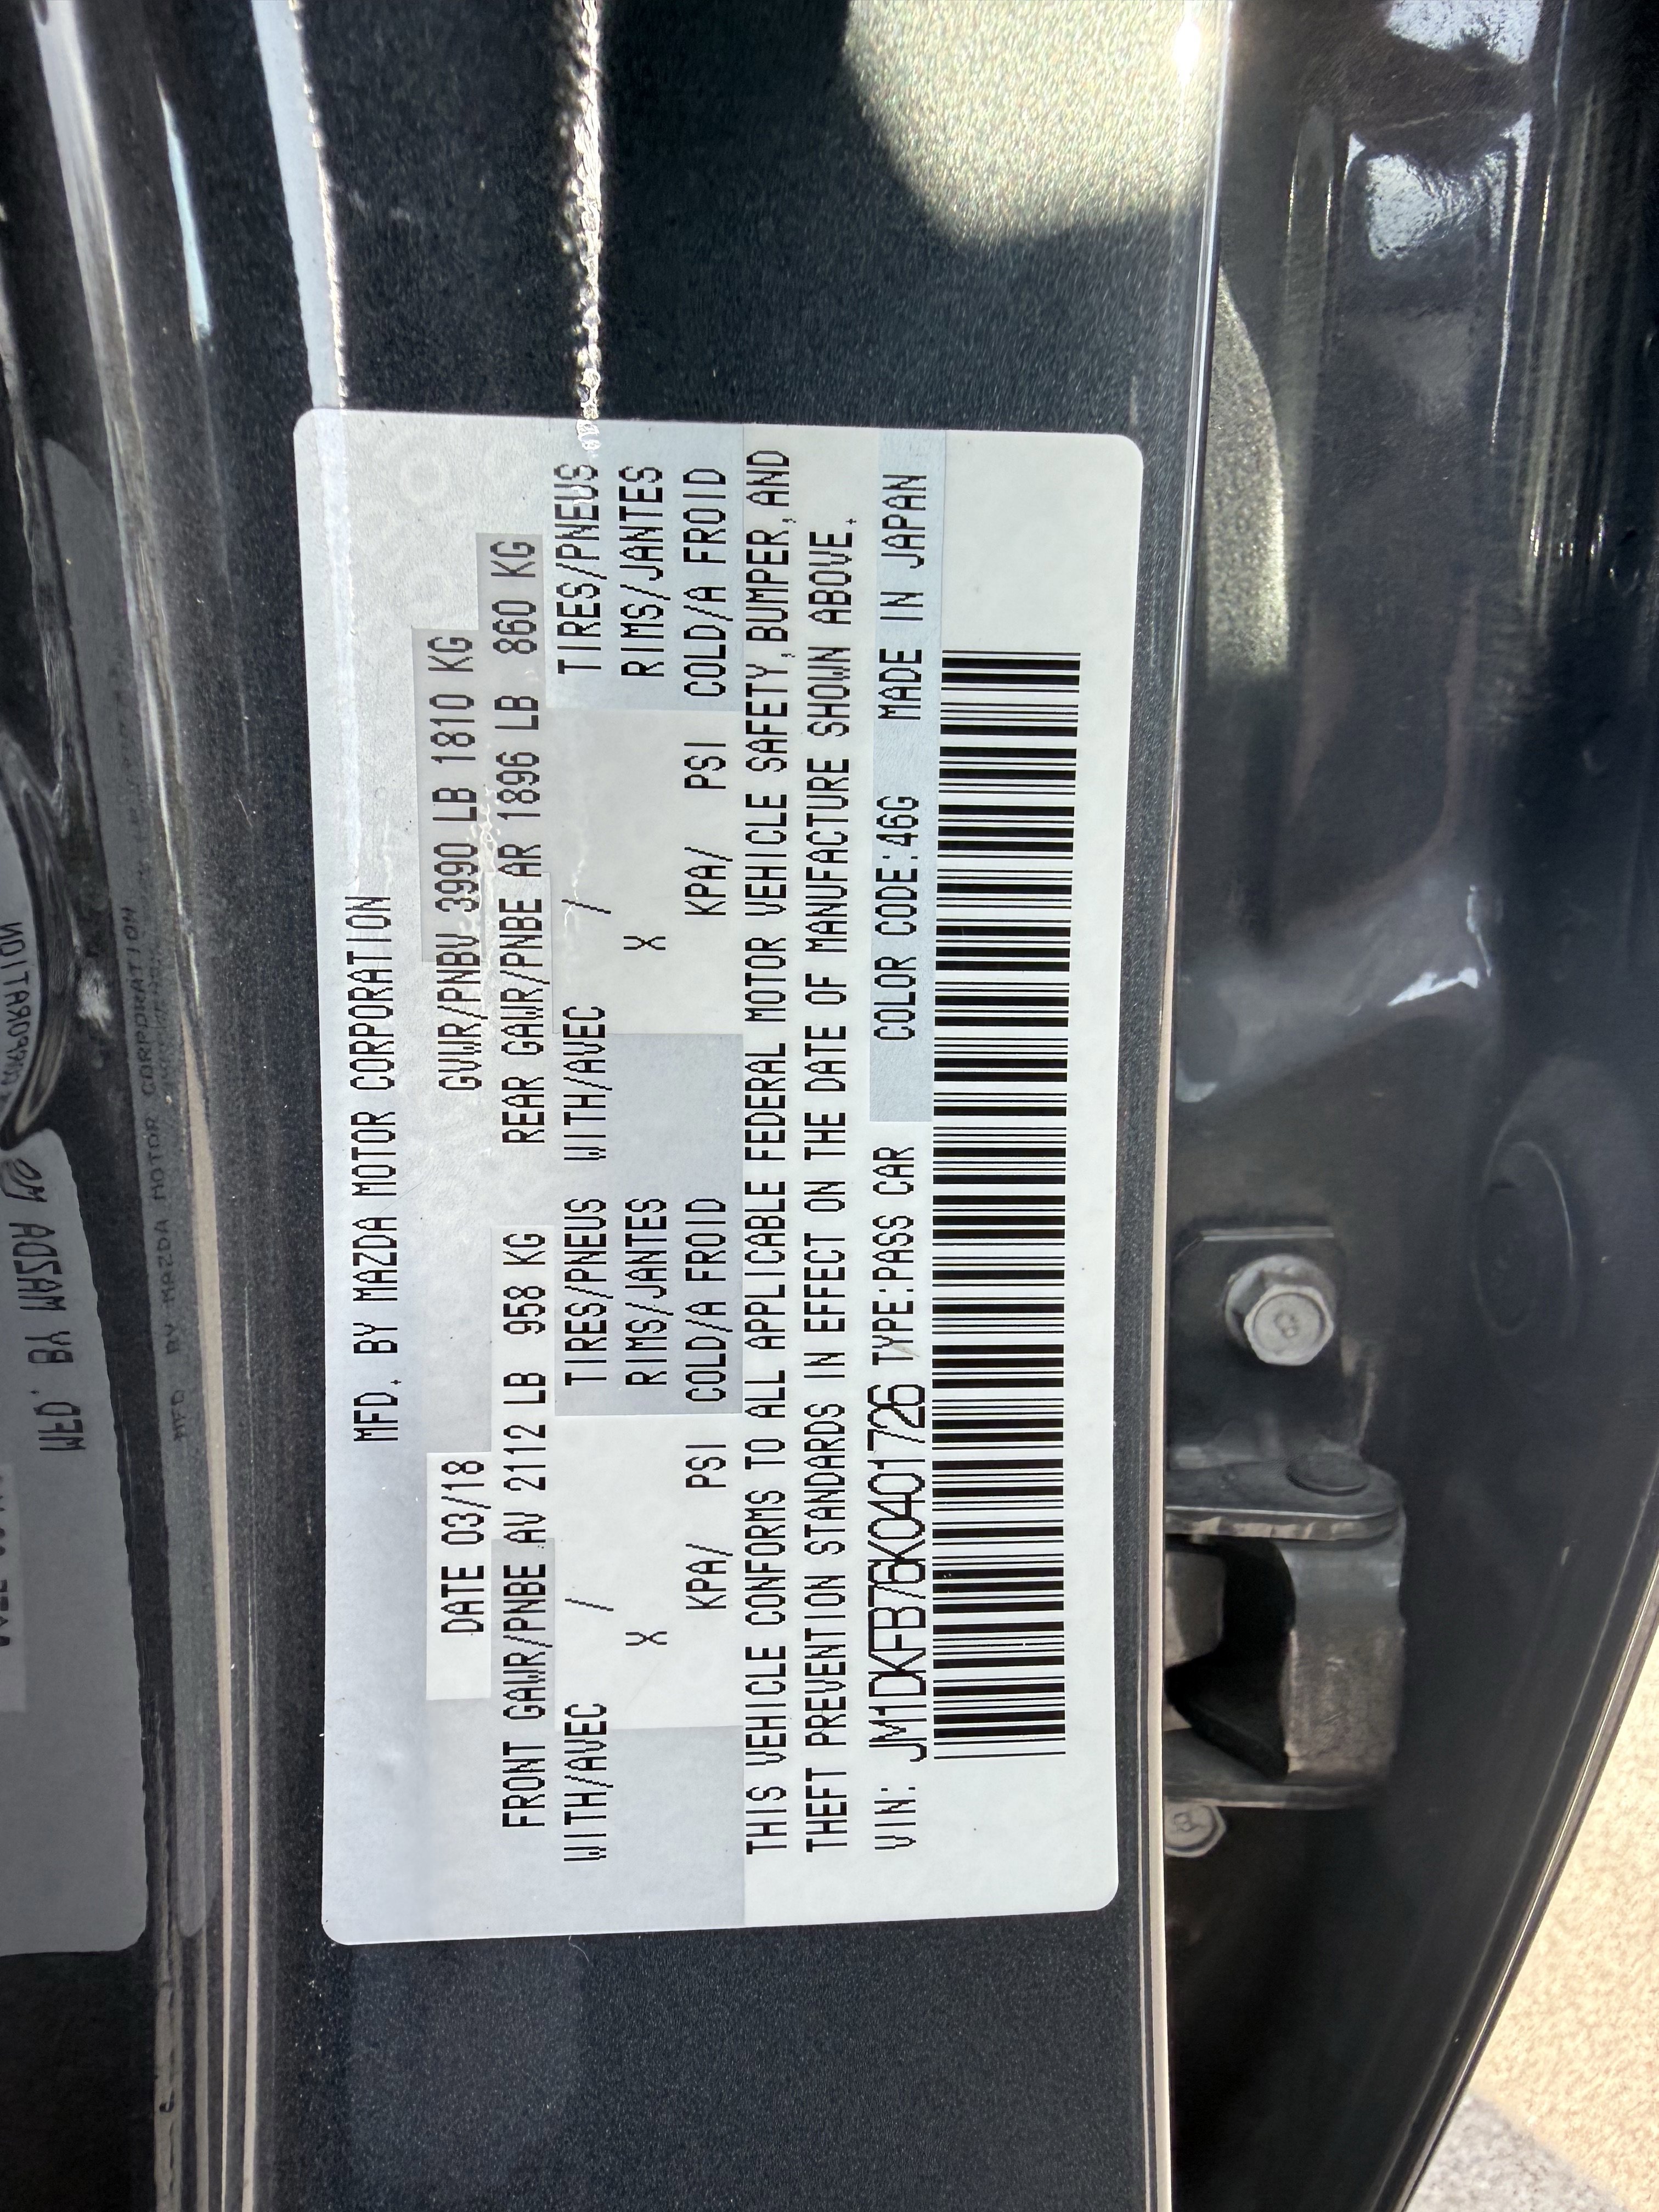 MFD. BY MAZDA MOTOR CORPORATION
DATE 03/18 GVWR/PNBV 3990 LB 1810 KG
FRONT GAWR/PNBE AV 2112 LB 958 KG REAR GAWR/PNBE AR 1896 LB 860 KG
WITH/AVEC / TIRES/PNEUS WITH/AVEC / TIRES/PNEUS
X RIMS/JANTES X RIMS/JANTES
KPA/ PSI COLD/A FROID KPA/ PSI COLD/A FROID
THIS VEHICLE CONFORMS TO ALL APPLICABLE FEDERAL MOTOR VEHICLE SAFETY,BUMPER,AND
THEFT PREVENTION STANDARDS IN EFFECT ON THE DATE OF MANUFACTURE SHOWN ABOVE.
VIN: JM1DKFB76K0401726 TYPE:PASS CAR COLOR CODE:46G MADE IN JAPAN